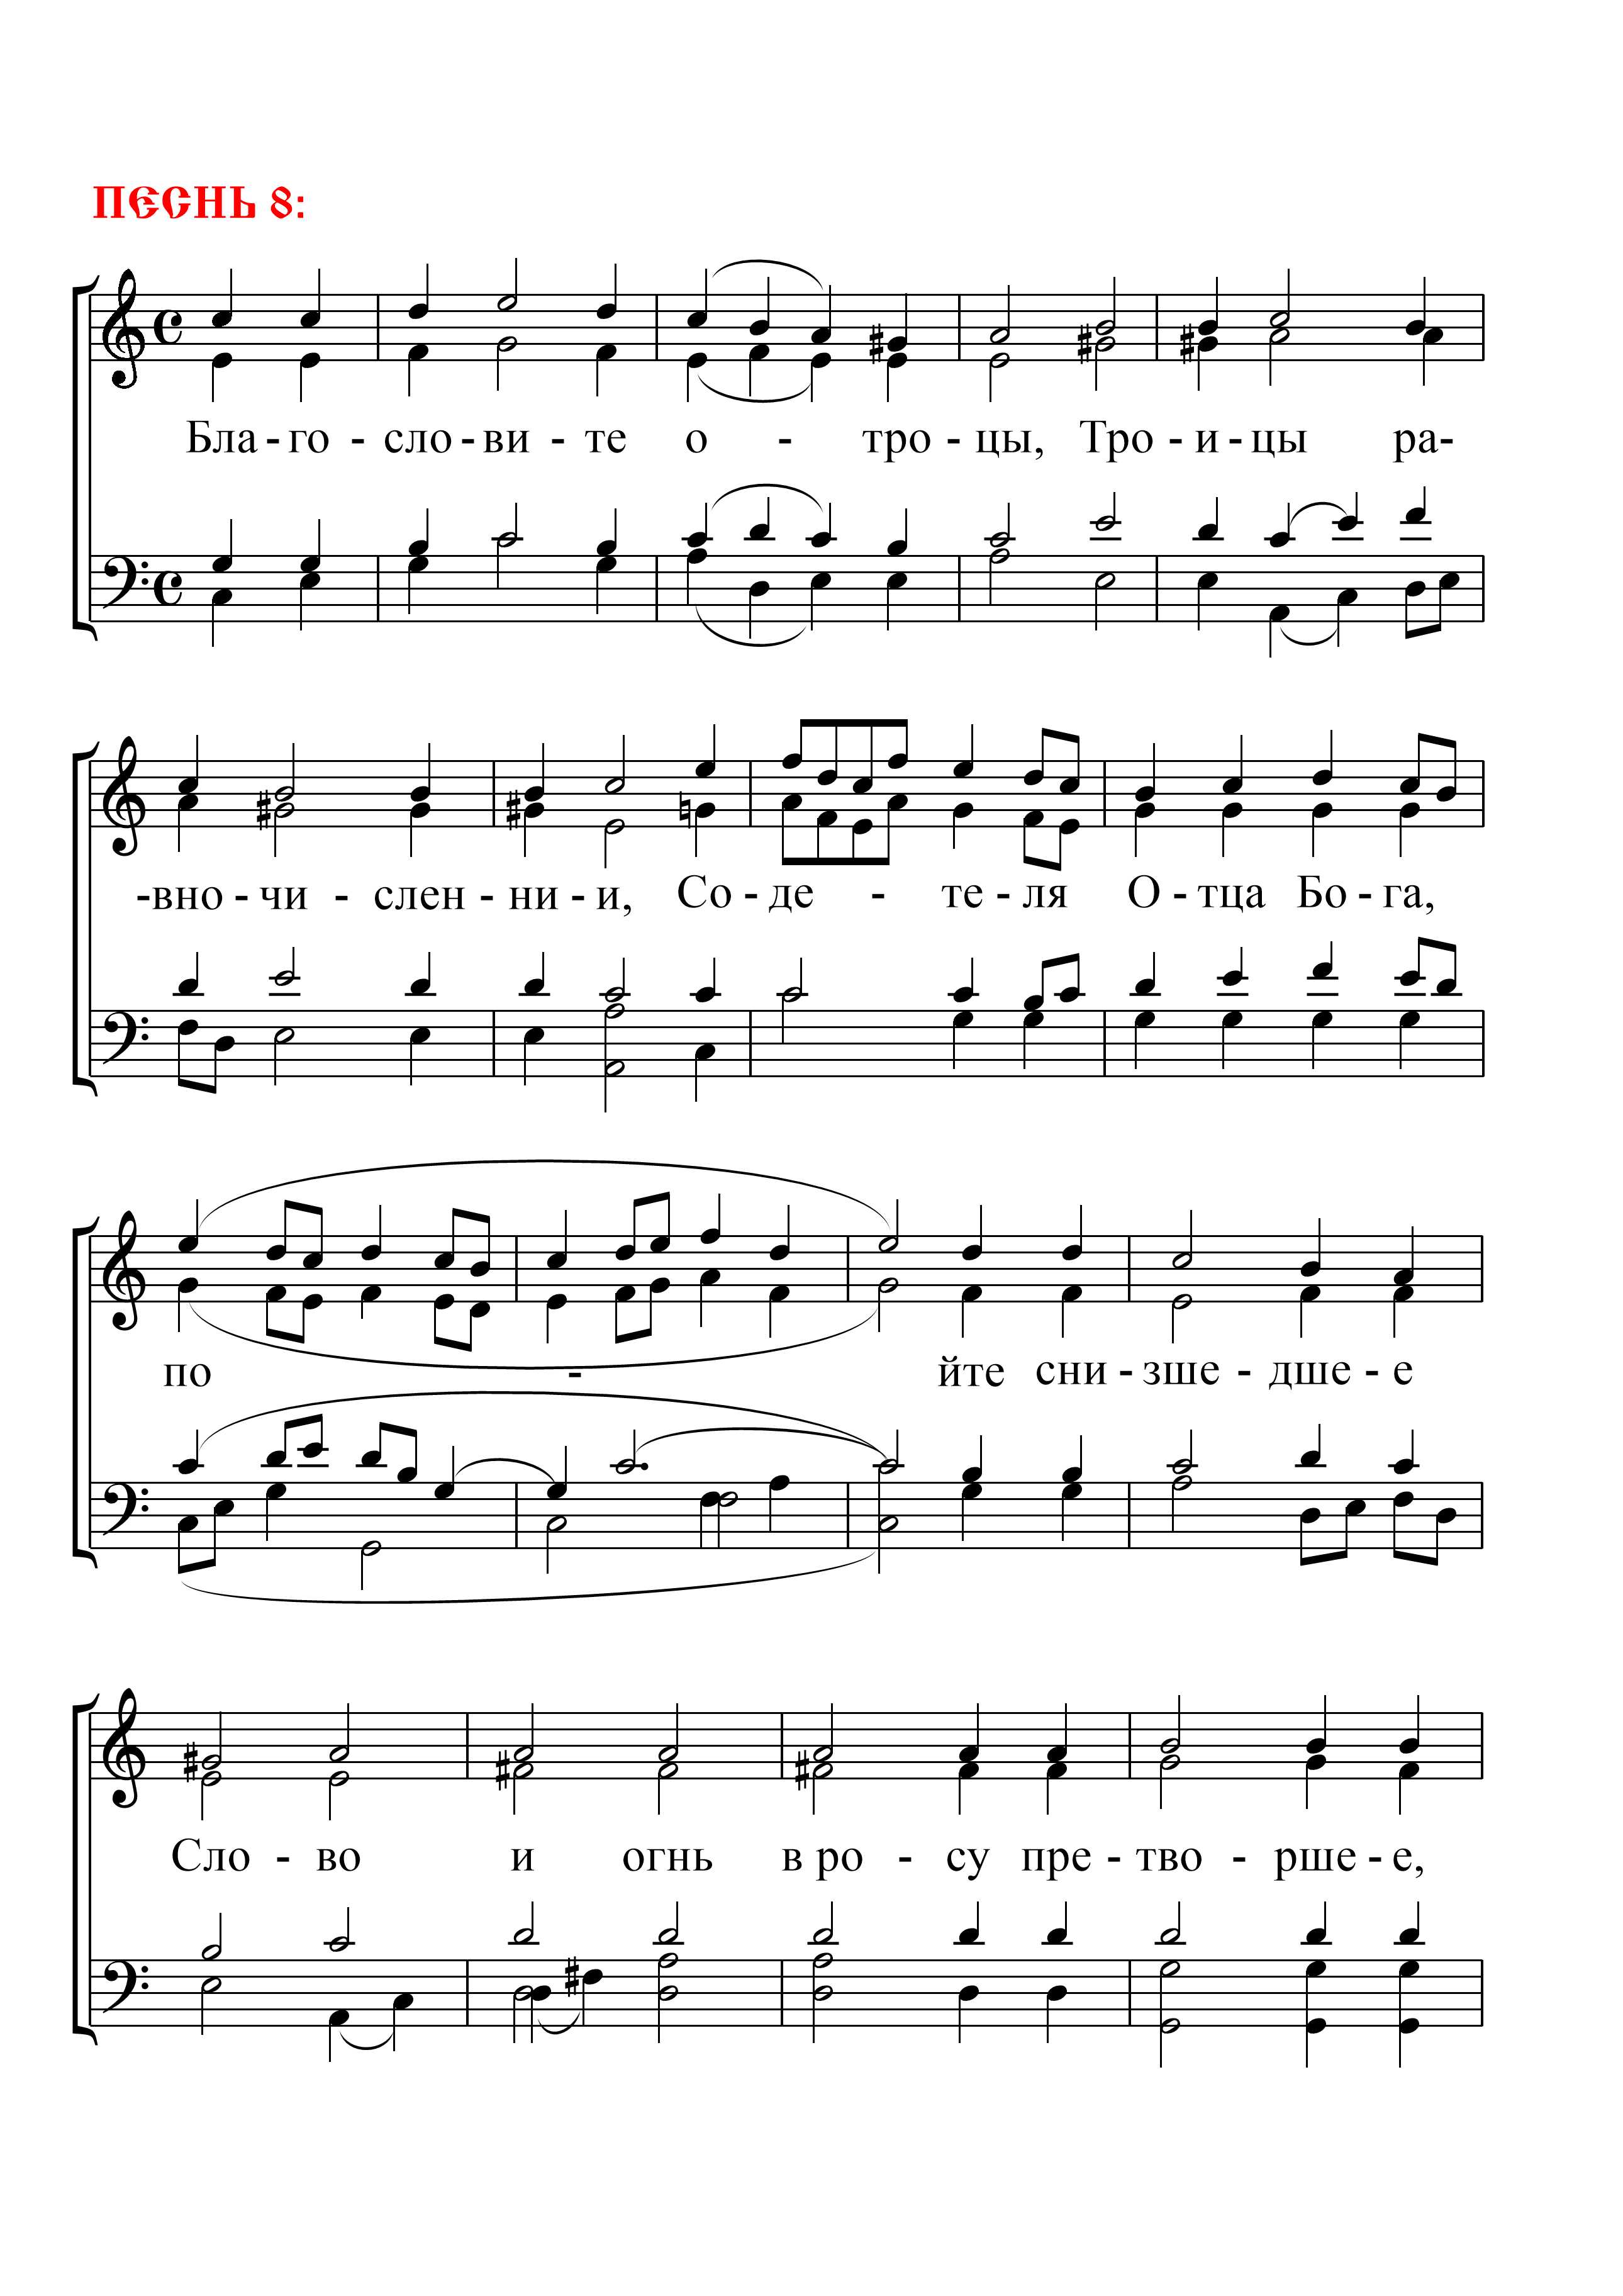 ПЕСНЬ 8:
Бла - го - сло - ви - те о - тро - цы, Тро - и - цы ра-
-вно - чи - слен - ни - и, Со - де - те - ля О - тца Бо - га,
по - йте сни - зше - дше - е
Сло - во и огнь в ро - су пре - тво - рше - е,